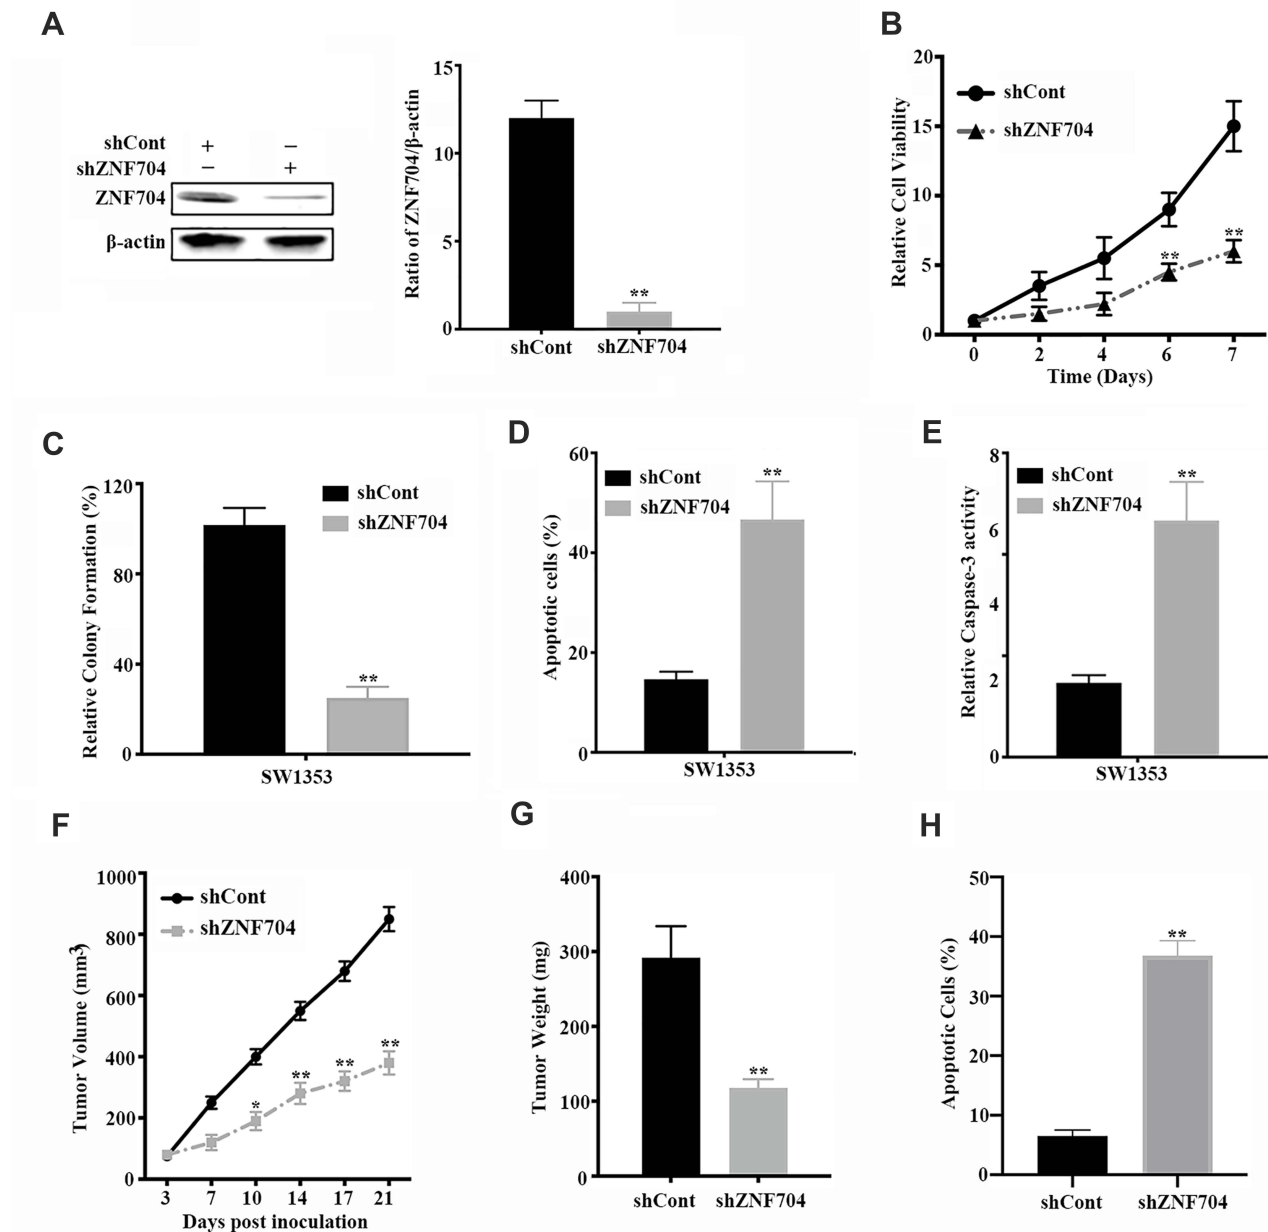 A
shCont + –
shZNF704 – +
ZNF704
β-actin
Ratio of ZNF704/β-actin
15
10
5
0
**
shCont shZNF704
B
Relative Cell Viability
20
15
10
5
0
shCont
shZNF704
**
**
0 2 4 6 7
Time (Days)
C
Relative Colony Formation (%)
120
80
40
0
shCont
shZNF704
**
SW1353
D
Apoptotic cells (%)
60
40
20
0
shCont
shZNF704
**
SW1353
E
Relative Caspase-3 activity
8
6
4
2
0
shCont
shZNF704
**
SW1353
F
Tumor Volume (mm3)
1000
800
600
400
200
0
shCont
shZNF704
*
**
**
**
3 7 10 14 17 21
Days post inoculation
G
Tumor Weight (mg)
400
300
200
100
0
**
shCont shZNF704
H
Apoptotic Cells (%)
50
40
30
20
10
0
**
shCont shZNF704